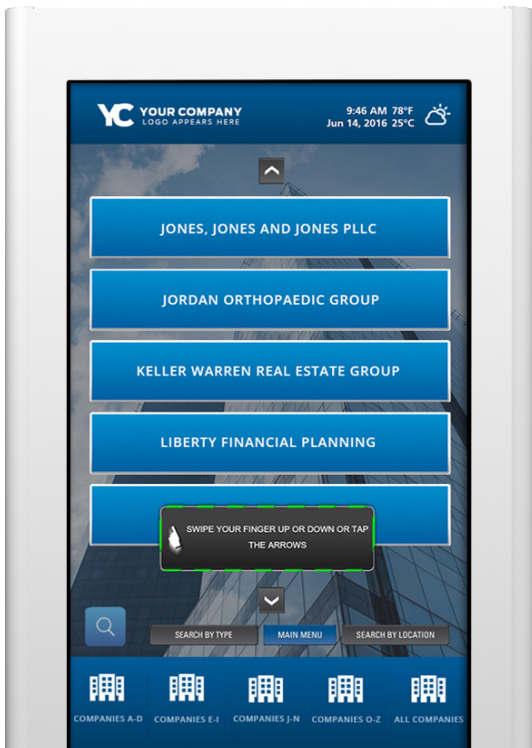 YC YOUR COMPANY
LOGO APPEARS HERE
9:46 AM 78°F
Jun 14, 2016 25°C
JONES, JONES AND JONES PLLC
JORDAN ORTHOPAEDIC GROUP
KELLER WARREN REAL ESTATE GROUP
LIBERTY FINANCIAL PLANNING
SWIPE YOUR FINGER UP OR DOWN OR TAP
THE ARROWS
SEARCH BY TYPE
MAIN MENU
SEARCH BY LOCATION
COMPANIES A-D
COMPANIES E-I
COMPANIES J-N
COMPANIES O-Z
ALL COMPANIES